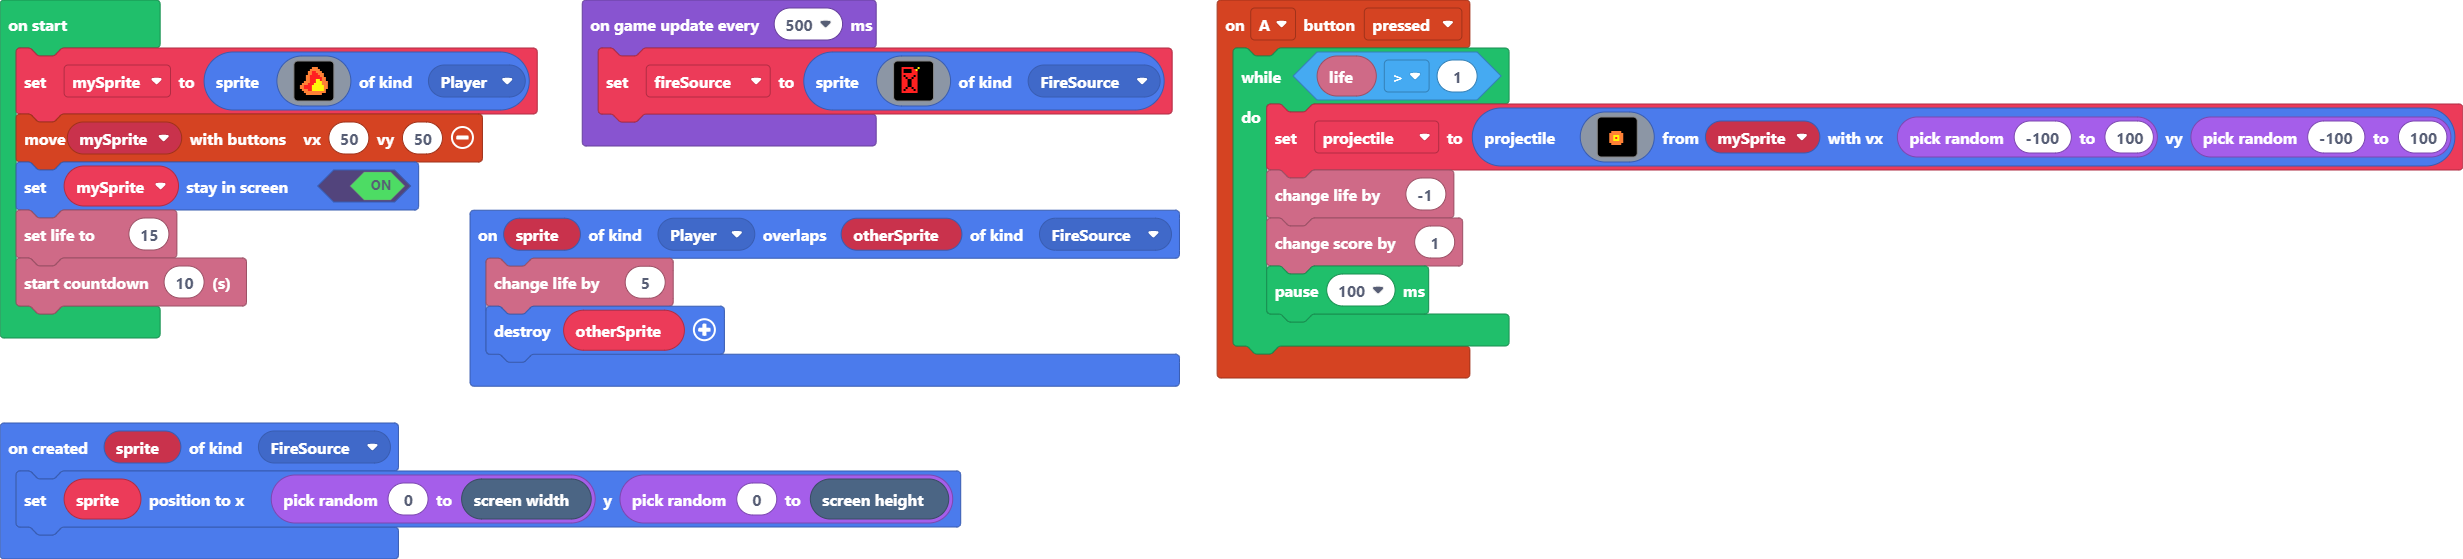 on start
set mySprite to sprite of kind Player
move mySprite with buttons vx 50 vy 50
set mySprite stay in screen ON
set life to 15
start countdown 10 (s)
on game update every 500 ms
set fireSource to sprite of kind FireSource
on sprite of kind Player overlaps otherSprite of kind FireSource
change life by 5
destroy otherSprite
on A button pressed
while life > 1
do
set projectile to projectile from mySprite with vx pick random -100 to 100 vy pick random -100 to 100
change life by -1
change score by 1
pause 100 ms
on created sprite of kind FireSource
set sprite position to x pick random 0 to screen width y pick random 0 to screen height